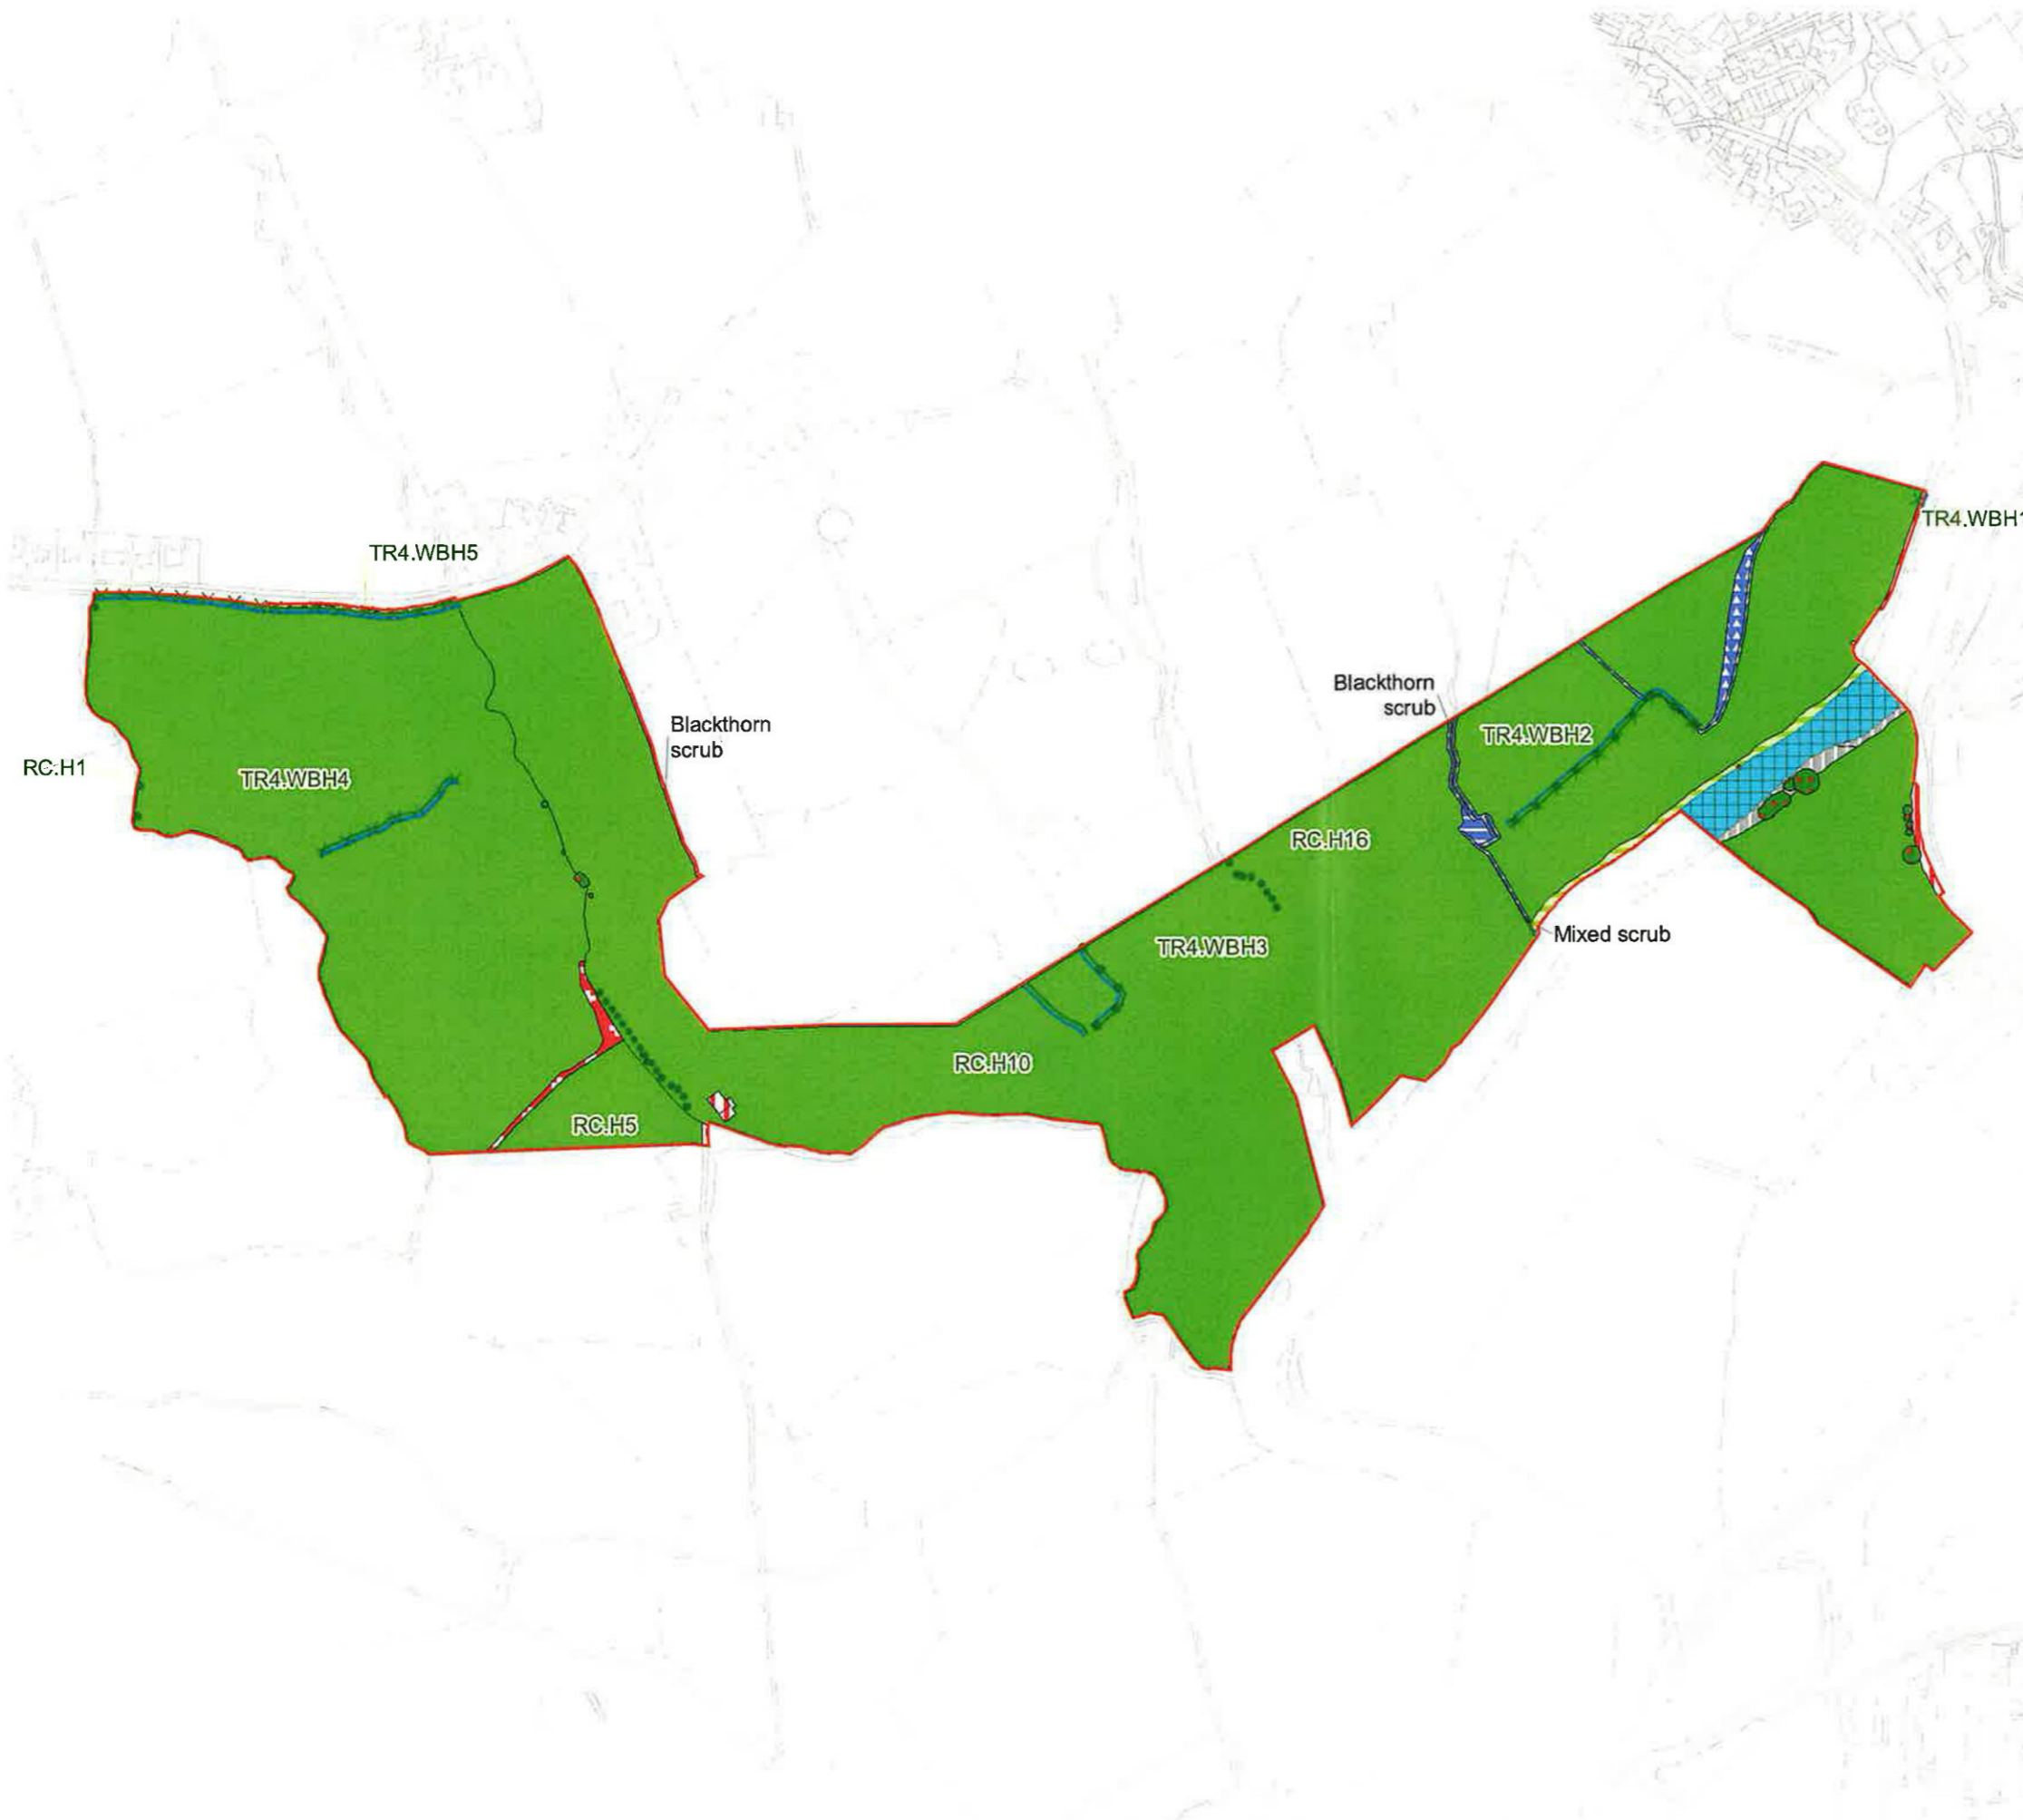 TR4.WBH1
TR4.WBH5
Blackthorn
scrub
TR4.WBH2
Blackthorn
scrub
RC.H1
TR4.WBH4
RC.H16
Mixed scrub
TR4.WBH3
RC.H10
RC.H5